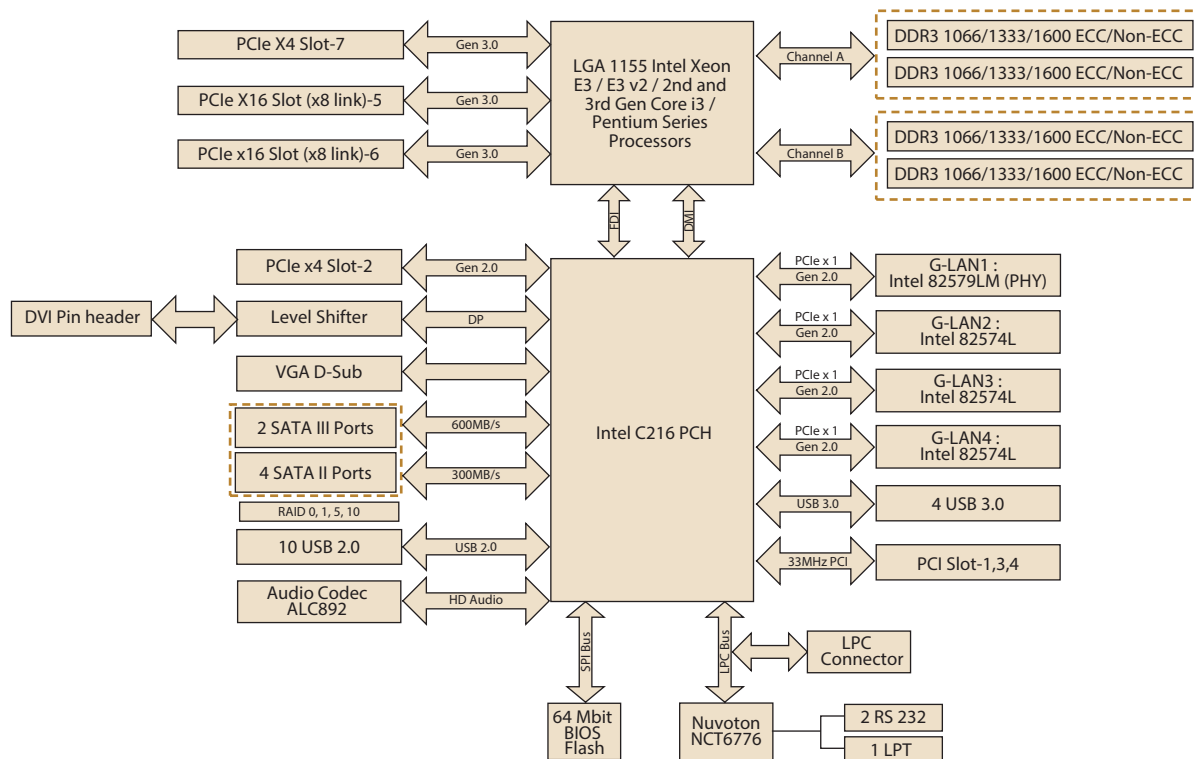 PCIe X4 Slot-7
Gen 3.0
PCIe X16 Slot (x8 link)-5
Gen 3.0
PCIe x16 Slot (x8 link)-6
Gen 3.0
LGA 1155 Intel Xeon
E3 / E3 v2 / 2nd and
3rd Gen Core i3 /
Pentium Series
Processors
Channel A
DDR3 1066/1333/1600 ECC/Non-ECC
DDR3 1066/1333/1600 ECC/Non-ECC
Channel B
DDR3 1066/1333/1600 ECC/Non-ECC
DDR3 1066/1333/1600 ECC/Non-ECC
FDI
DMI
PCIe x4 Slot-2
Gen 2.0
DVI Pin header
Level Shifter
DP
VGA D-Sub
2 SATA III Ports
600MB/s
4 SATA II Ports
300MB/s
RAID 0, 1, 5, 10
10 USB 2.0
USB 2.0
Audio Codec
ALC892
HD Audio
Intel C216 PCH
PCIe x 1
Gen 2.0
G-LAN1 :
Intel 82579LM (PHY)
PCIe x 1
Gen 2.0
G-LAN2 :
Intel 82574L
PCIe x 1
Gen 2.0
G-LAN3 :
Intel 82574L
PCIe x 1
Gen 2.0
G-LAN4 :
Intel 82574L
USB 3.0
4 USB 3.0
33MHz PCI
PCI Slot-1,3,4
SPI Bus
LPC Bus
LPC
Connector
64 Mbit
BIOS
Flash
Nuvoton
NCT6776
2 RS 232
1 LPT